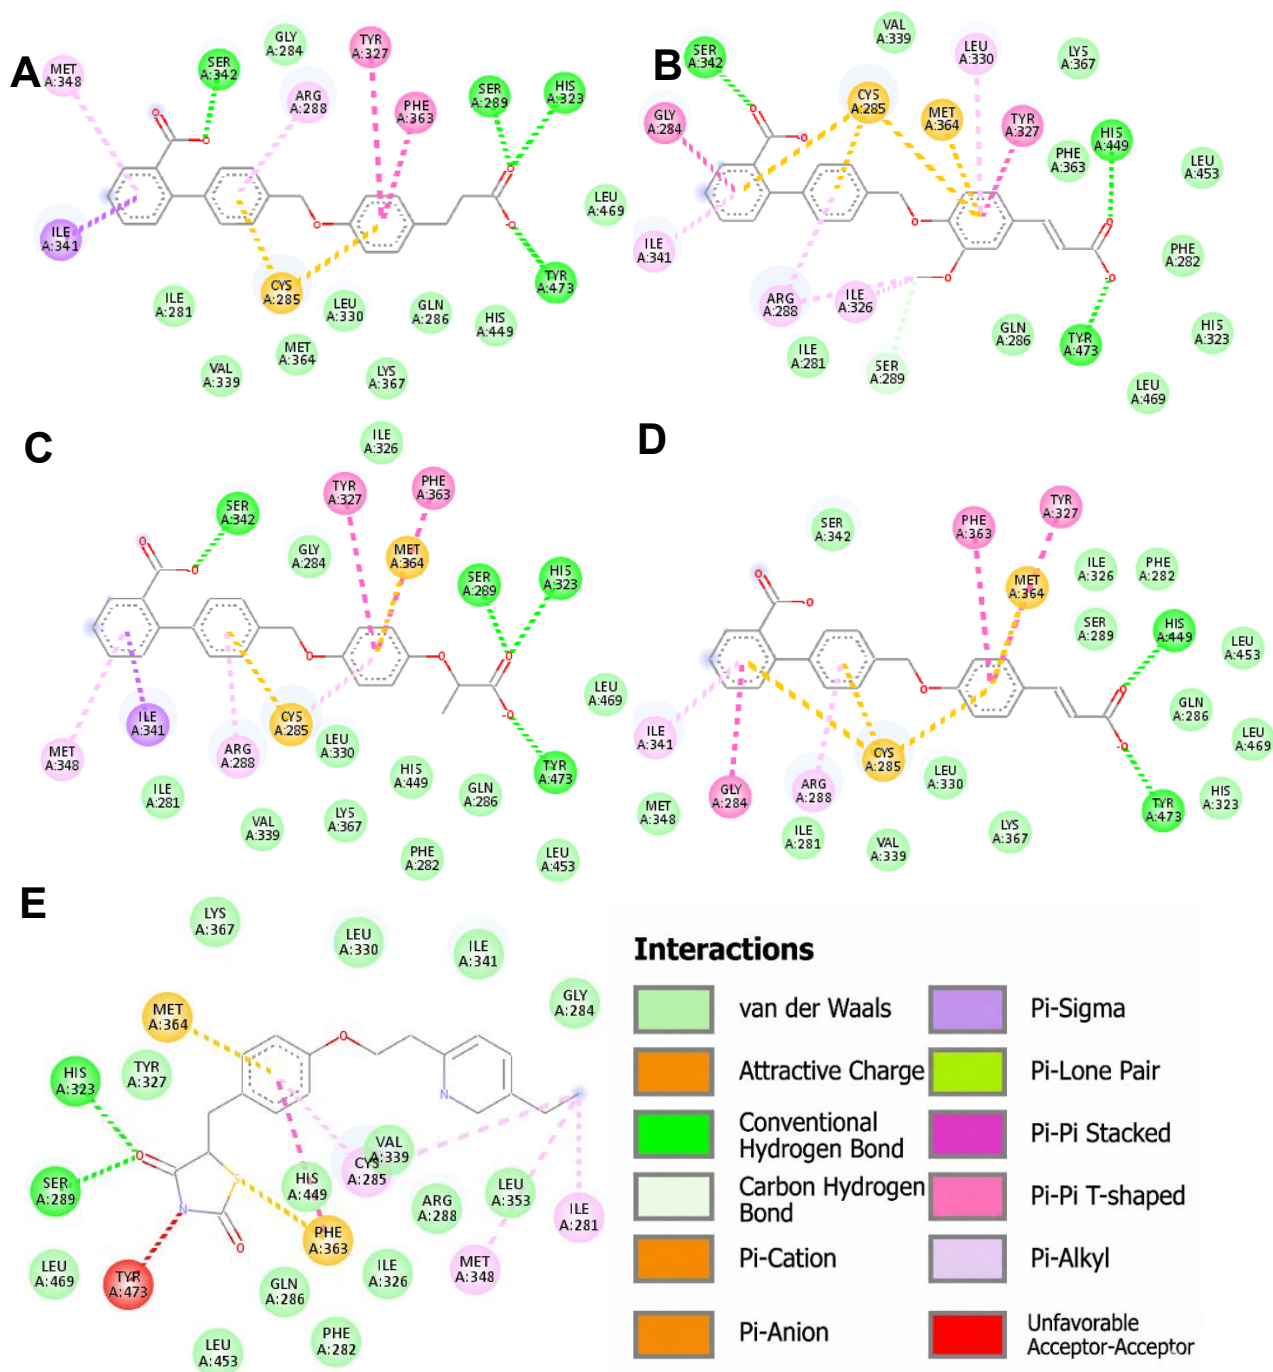 A
MET
A:348
SER
A:342
GLY
A:284
ARG
A:288
TYR
A:327
PHE
A:363
SER
A:289
HIS
A:323
LEU
A:469
ILE
A:341
O
O
O
O
O-
ILE
A:281
CYS
A:285
LEU
A:330
GLN
A:286
HIS
A:449
TYR
A:473
VAL
A:339
MET
A:364
LYS
A:367
B
SER
A:342
VAL
A:339
LEU
A:330
LYS
A:367
GLY
A:284
CYS
A:285
MET
A:364
TYR
A:327
PHE
A:363
HIS
A:449
LEU
A:453
O
O
O
O
O
O-
ILE
A:341
ARG
A:288
ILE
A:326
PHE
A:282
ILE
A:281
SER
A:289
GLN
A:286
TYR
A:473
HIS
A:323
LEU
A:469
C
ILE
A:326
SER
A:342
TYR
A:327
PHE
A:363
GLY
A:284
MET
A:364
SER
A:289
HIS
A:323
O
O
O
O
O
O-
LEU
A:469
MET
A:348
ILE
A:341
ARG
A:288
CYS
A:285
LEU
A:330
HIS
A:449
GLN
A:286
TYR
A:473
ILE
A:281
VAL
A:339
LYS
A:367
PHE
A:282
LEU
A:453
D
SER
A:342
PHE
A:363
TYR
A:327
MET
A:364
ILE
A:326
PHE
A:282
SER
A:289
HIS
A:449
LEU
A:453
O
O
O
O
O-
GLN
A:286
LEU
A:469
ILE
A:341
GLY
A:284
ARG
A:288
CYS
A:285
LEU
A:330
MET
A:348
ILE
A:281
VAL
A:339
LYS
A:367
TYR
A:473
HIS
A:323
E
LYS
A:367
LEU
A:330
ILE
A:341
GLY
A:284
MET
A:364
HIS
A:323
TYR
A:327
O
N
O
S
N
O
SER
A:289
HIS
A:449
VAL
A:339
CYS
A:285
ARG
A:288
LEU
A:353
ILE
A:281
LEU
A:469
TYR
A:473
PHE
A:363
GLN
A:286
ILE
A:326
MET
A:348
LEU
A:453
PHE
A:282
Interactions
van der Waals
Attractive Charge
Conventional
Hydrogen Bond
Carbon Hydrogen
Bond
Pi-Cation
Pi-Anion
Pi-Sigma
Pi-Lone Pair
Pi-Pi Stacked
Pi-Pi T-shaped
Pi-Alkyl
Unfavorable
Acceptor-Acceptor